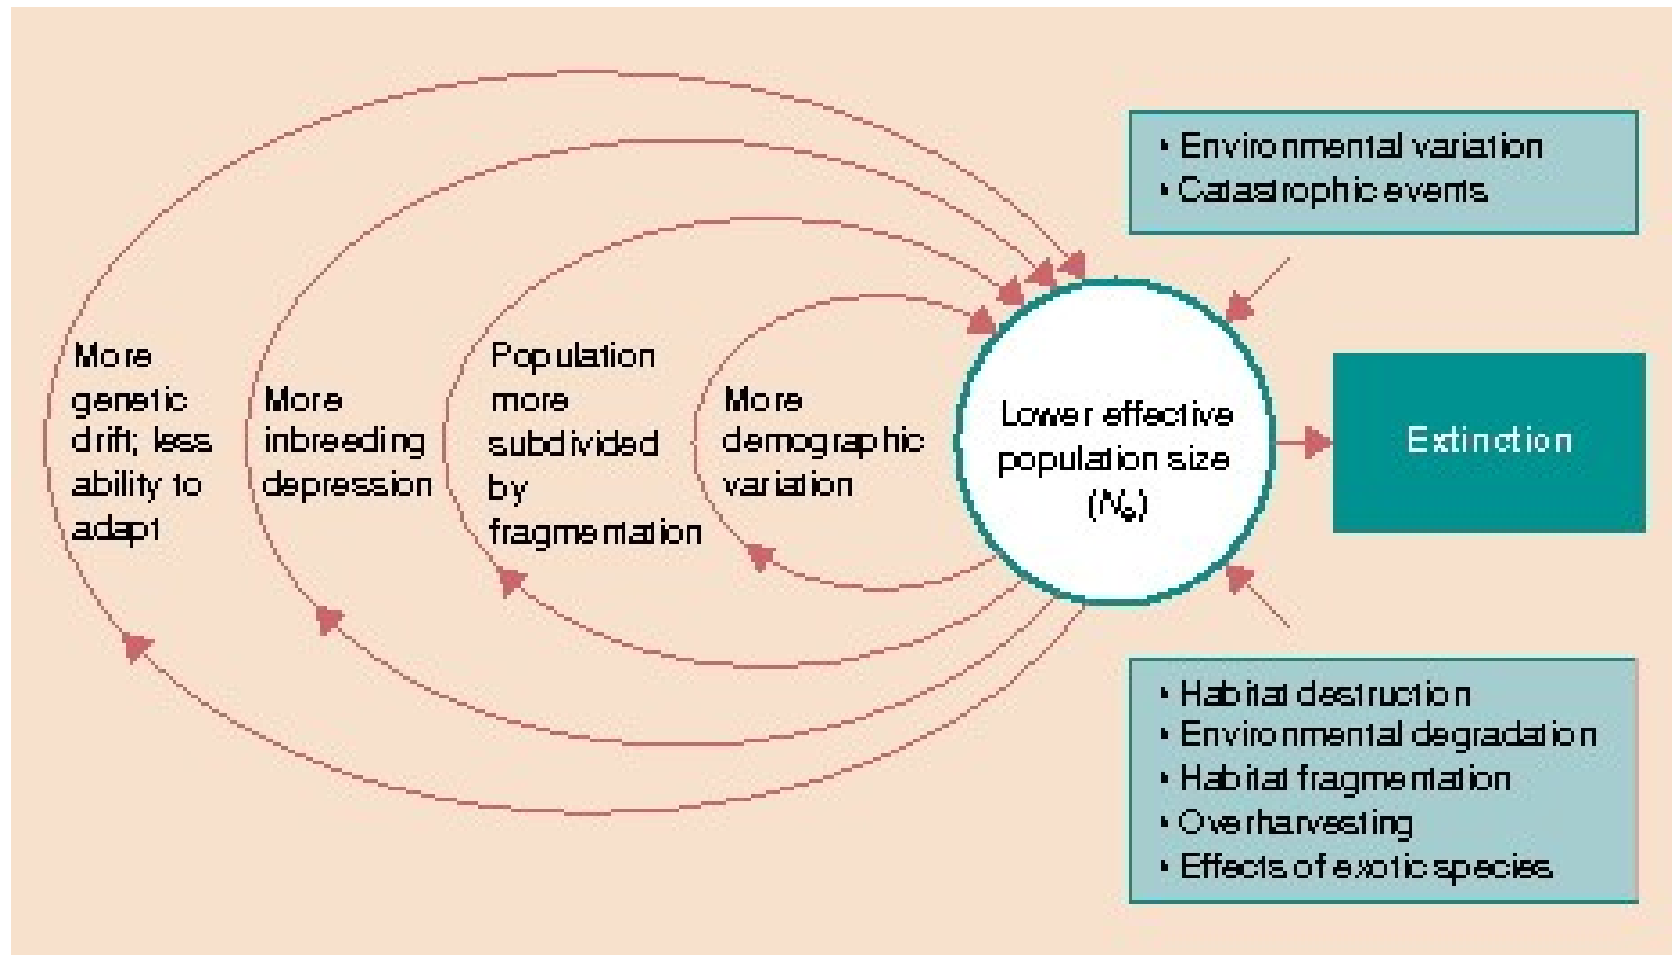 • Environmental variation
• Catastrophic events
More
genetic
drift; less
ability to
adapt
More
inbreeding
depression
Population
more
subdivided
by
fragmentation
More
demographic
variation
Lower effective
population size
(Ne)
Extinction
• Habitat destruction
• Environmental degradation
• Habitat fragmentation
• Overharvesting
• Effects of exotic species